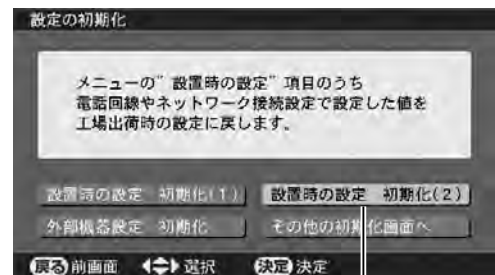 設定の初期化
メニューの”設置時の設定”項目のうち
電話回線やネットワーク接続設定で設定した値を
工場出荷時の設定に戻します。
設置時の設定 初期化(1) 設置時の設定 初期化(2)
外部機器設定 初期化 その他の初期化画面へ
戻る 前画面 選択 決定 決定